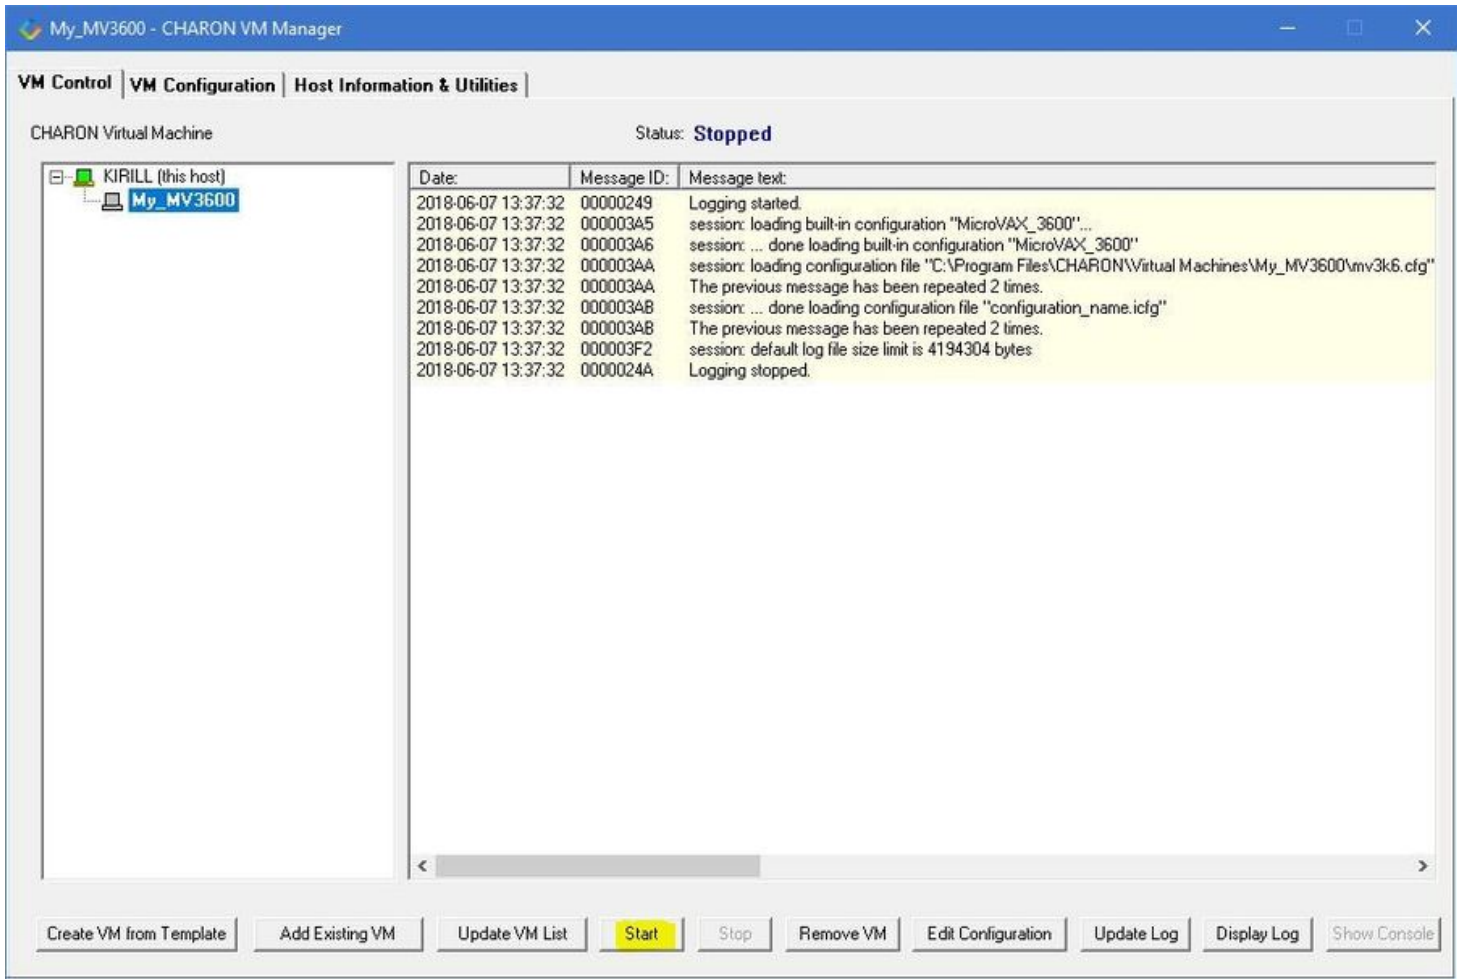 My_MV3600 - CHARON VM Manager
VM Control VM Configuration Host Information & Utilities
CHARON Virtual Machine Status: Stopped
KIRILL (this host)
My_MV3600
Date: Message ID: Message text:
2018-06-07 13:37:32 00000249 Logging started.
2018-06-07 13:37:32 000003A5 session: loading built-in configuration "MicroVAX_3600"...
2018-06-07 13:37:32 000003A6 session: ... done loading built-in configuration "MicroVAX_3600"
2018-06-07 13:37:32 000003AA session: loading configuration file "C:\Program Files\CHARON\Virtual Machines\My_MV3600\mv3k6.cfg"
2018-06-07 13:37:32 000003AA The previous message has been repeated 2 times.
2018-06-07 13:37:32 000003AB session: ... done loading configuration file "configuration_name.icfg"
2018-06-07 13:37:32 000003AB The previous message has been repeated 2 times.
2018-06-07 13:37:32 000003F2 session: default log file size limit is 4194304 bytes
2018-06-07 13:37:32 0000024A Logging stopped.
Create VM from Template Add Existing VM Update VM List Start Stop Remove VM Edit Configuration Update Log Display Log Show Console